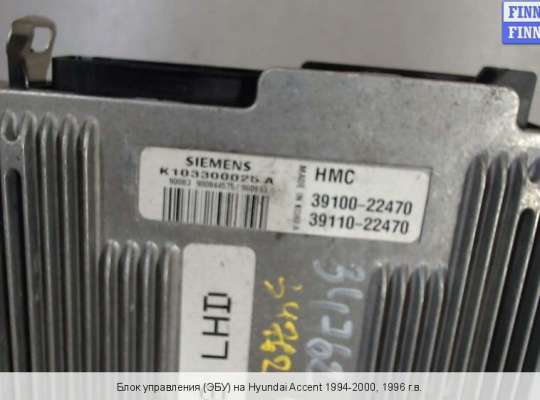 FINN
FINN
SIEMENS
K103300025 A
MADE IN KOREA
HMC
39100-22470
39110-22470
LHD
Блок управления (ЭБУ) на Hyundai Accent 1994-2000, 1996 г.в.